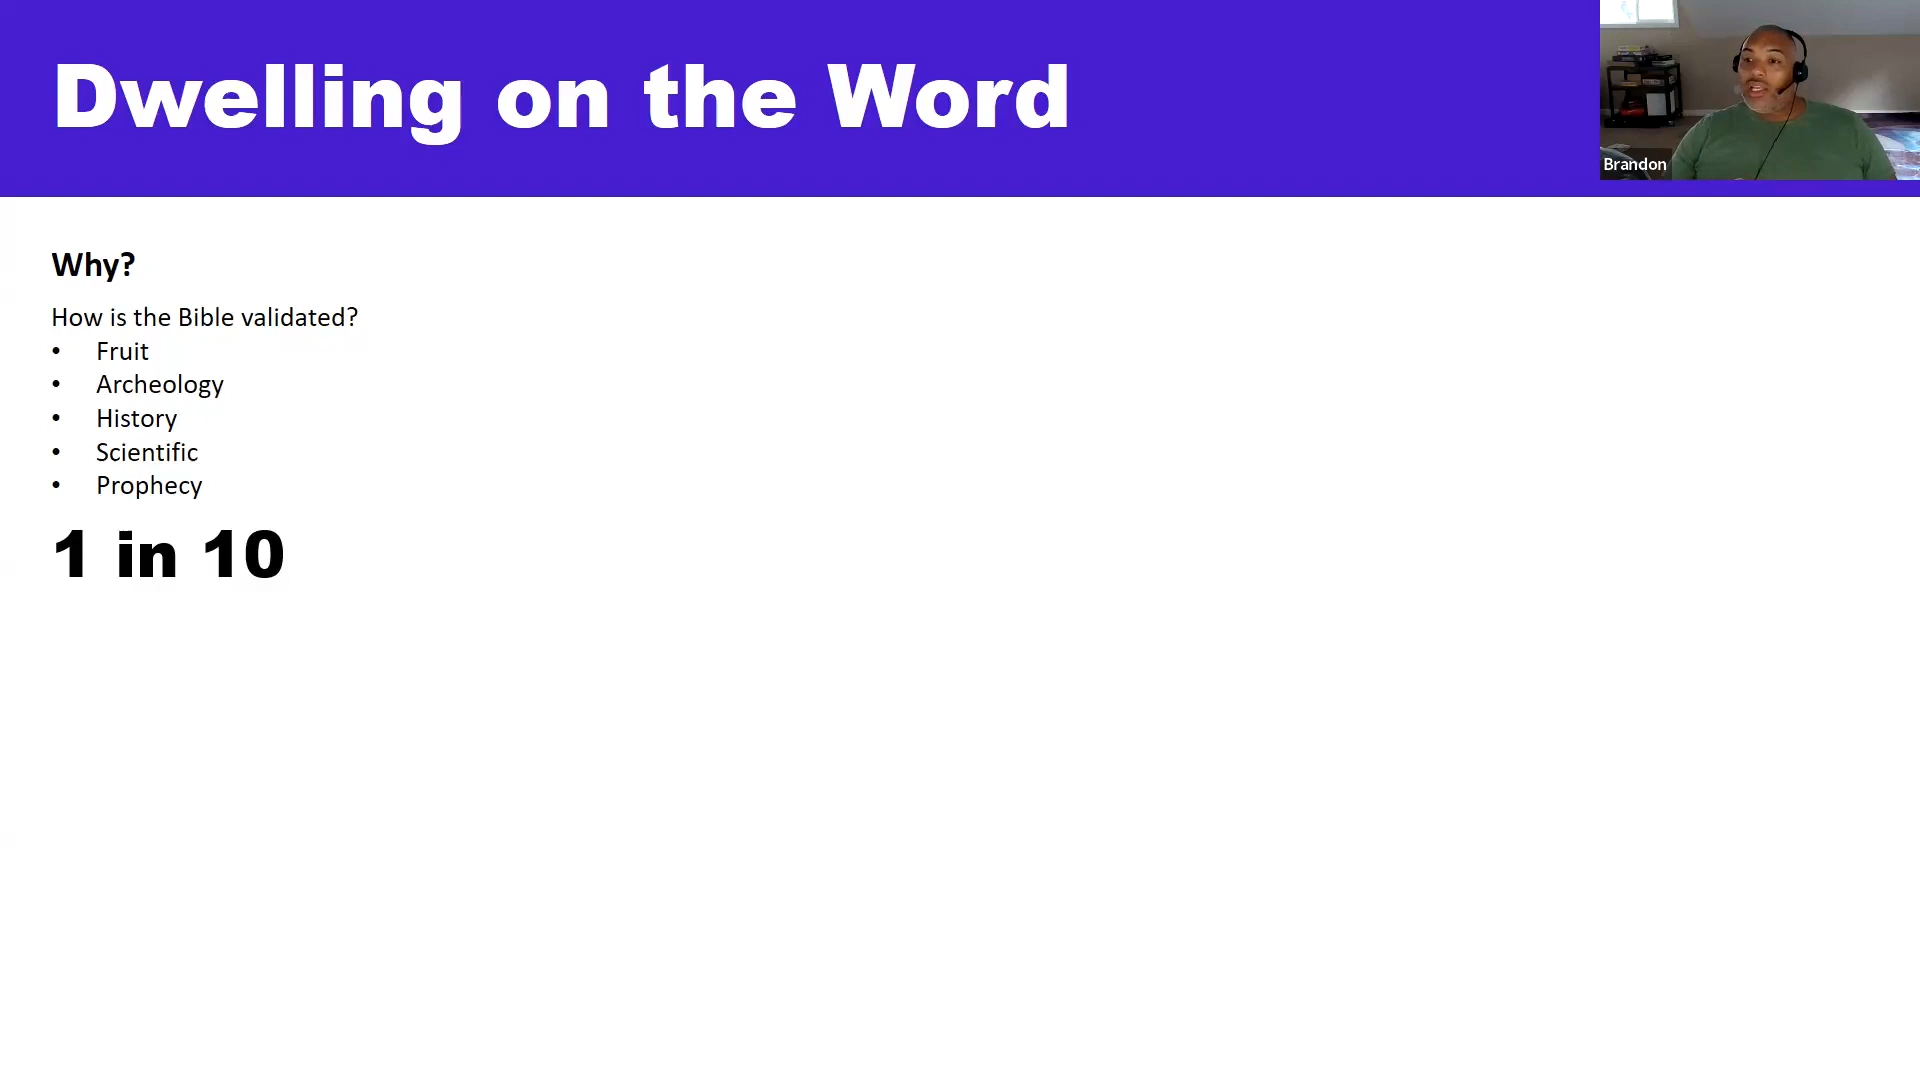 Dwelling on the Word
Brandon
Why?
How is the Bible validated?
• Fruit
• Archeology
• History
• Scientific
• Prophecy
1 in 10